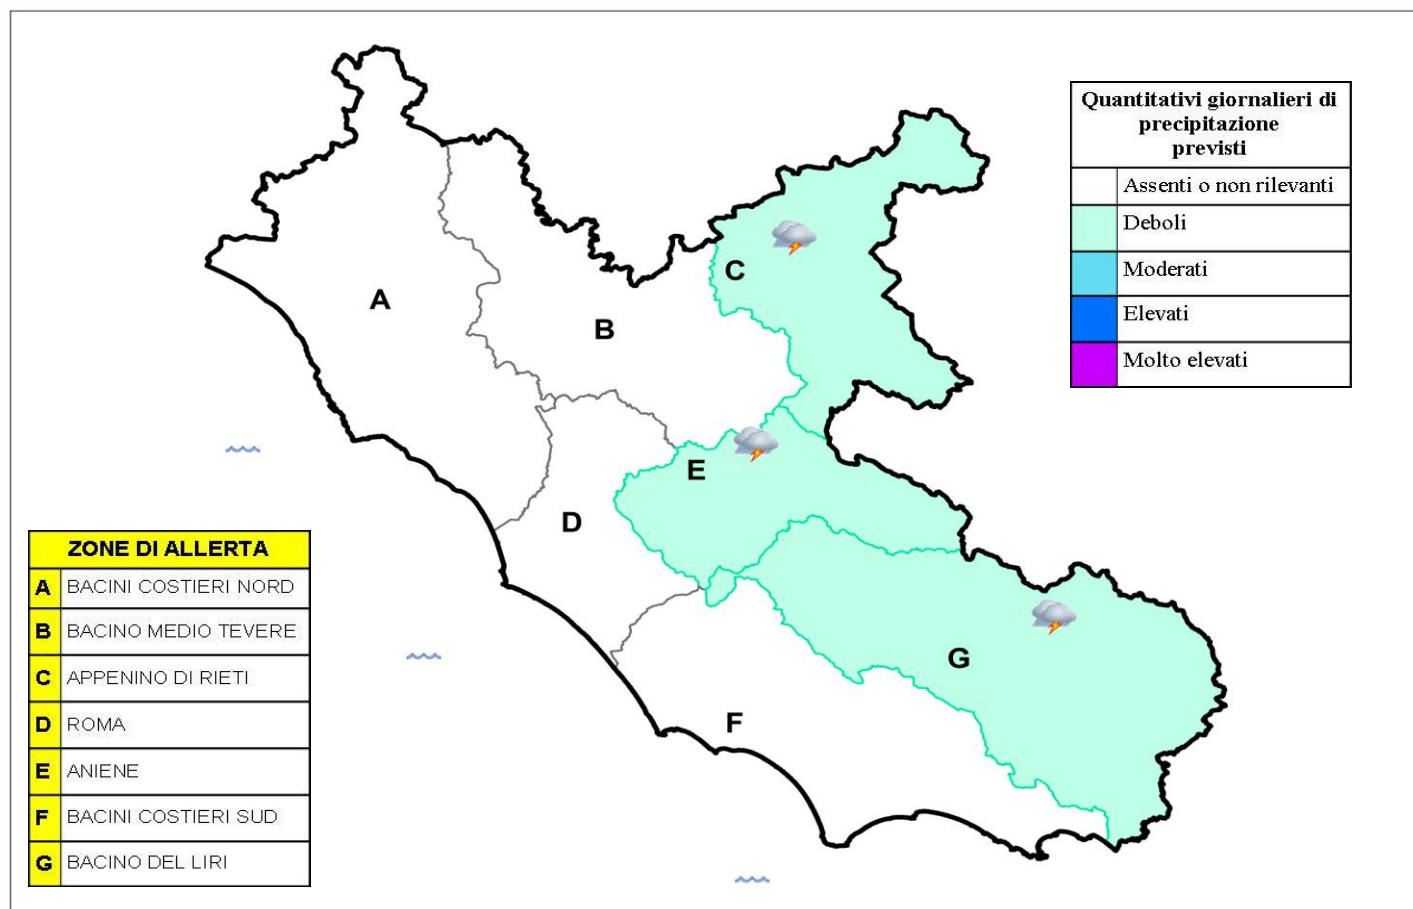 Quantitativi giornalieri di
precipitazione
previsti
Assenti o non rilevanti
Deboli
Moderati
Elevati
Molto elevati
A
B
C
E
D
G
F
ZONE DI ALLERTA
A BACINI COSTIERI NORD
B BACINO MEDIO TEVERE
C APPENINO DI RIETI
D ROMA
E ANIENE
F BACINI COSTIERI SUD
G BACINO DEL LIRI